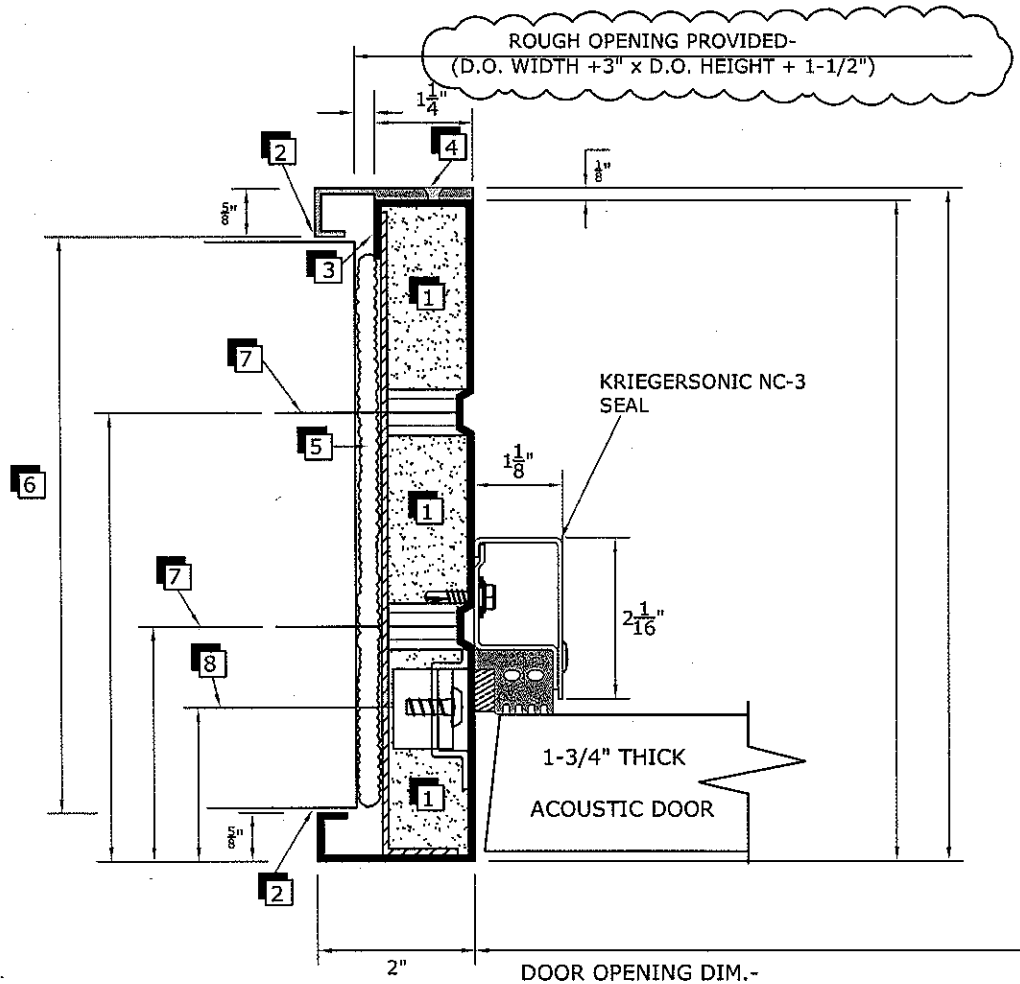 ROUGH OPENING PROVIDED-
(D.O. WIDTH +3" x D.O. HEIGHT + 1-1/2")
1 1/4"
4
2
1/8"
5/8"
3
1
7
KRIEGERSONIC NC-3
SEAL
5
1 1/8"
6
1
7
2 1/16"
8
1-3/4" THICK
ACOUSTIC DOOR
1
5/8"
2
2"
DOOR OPENING DIM.-